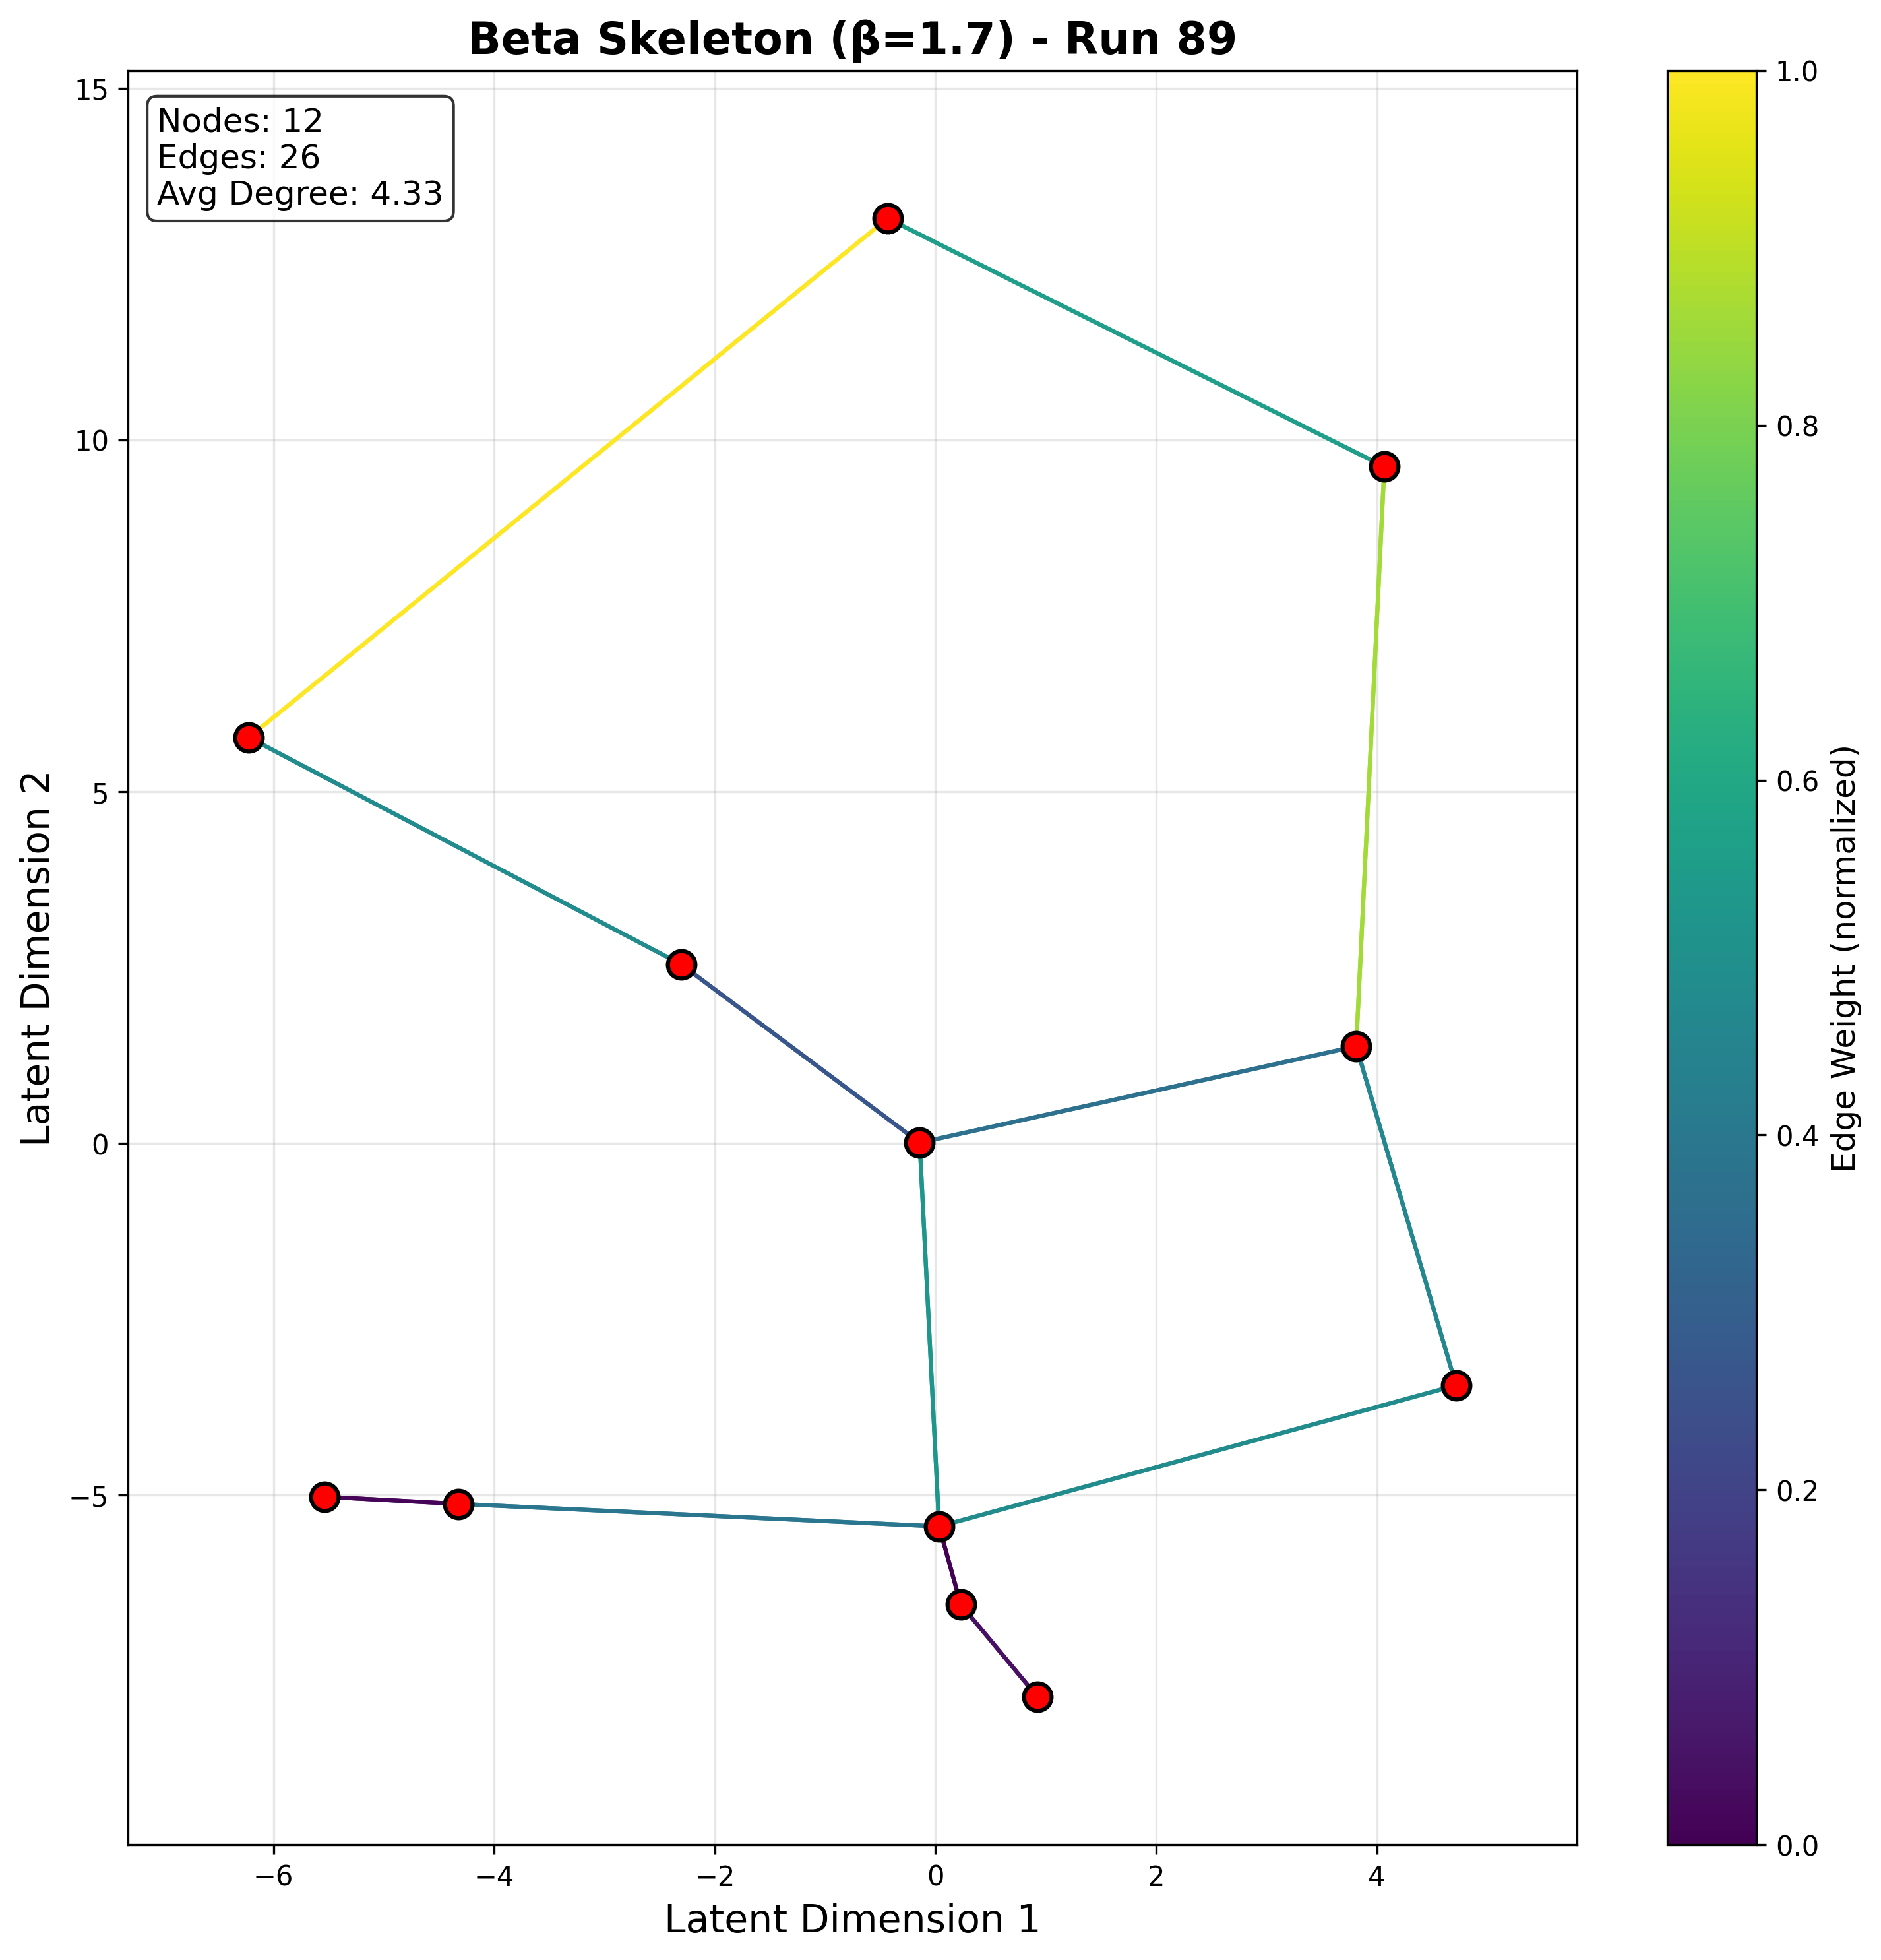 Beta Skeleton (β=1.7) - Run 89
Nodes: 12
Edges: 26
Avg Degree: 4.33
15
10
5
0
−5
Latent Dimension 2
−6
−4
−2
0
2
4
Latent Dimension 1
1.0
0.8
0.6
0.4
0.2
0.0
Edge Weight (normalized)